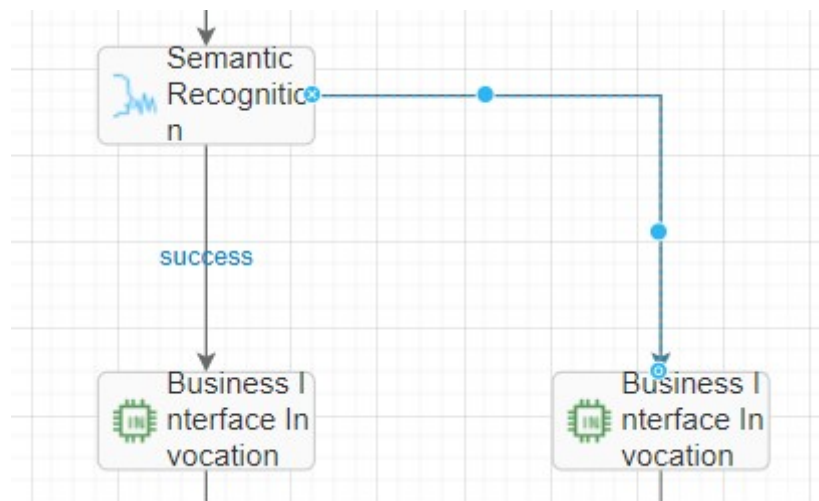 Semantic
Recognitio
n
success
Business I
nterface In
vocation
Business I
nterface In
vocation